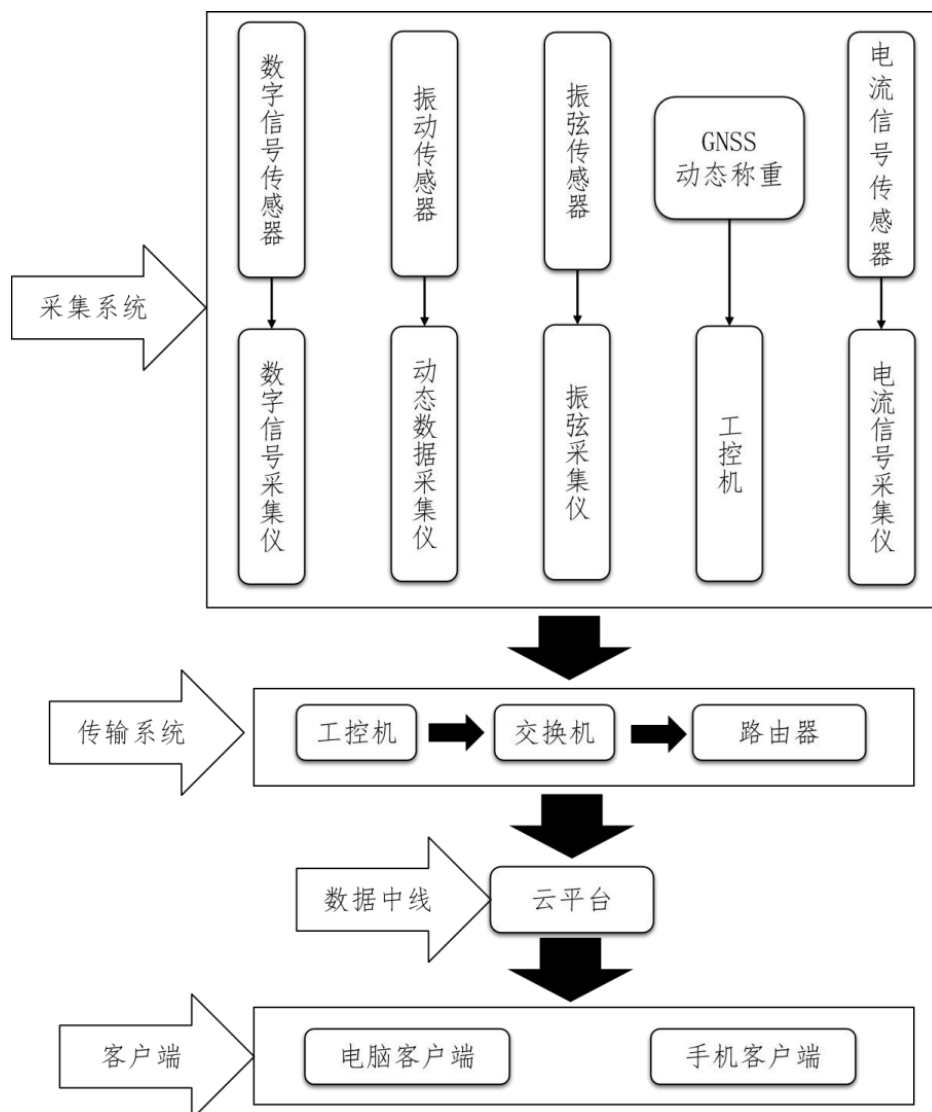 数字信号传感器
振动传感器
振弦传感器
GNSS
动态称重
电流信号传感器
采集系统
数字信号采集仪
动态数据采集仪
振弦采集仪
工控机
电流信号采集仪
传输系统
工控机
交换机
路由器
数据中线
云平台
客户端
电脑客户端
手机客户端